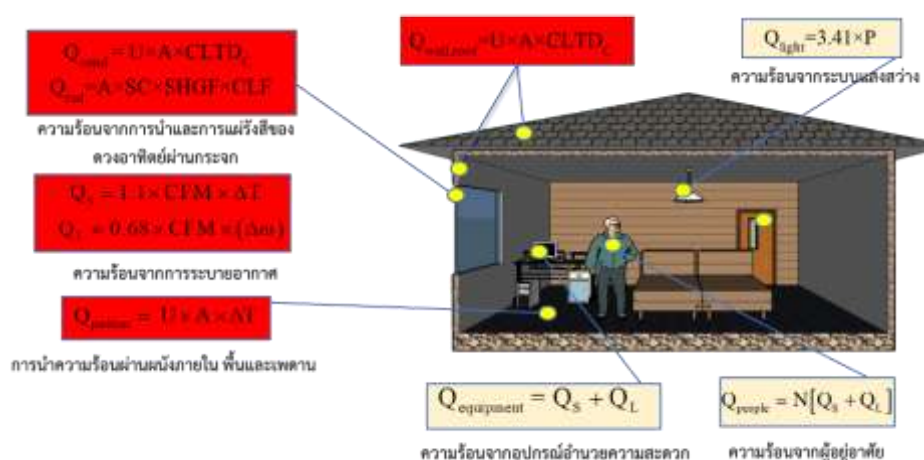 Q_cond = U×A×CLTD_C
Q_rad = A×SC×SHGF×CLF
ความร้อนจากการนำและการแผ่รังสีของ
ดวงอาทิตย์ผ่านกระจก
Q_wall,roof = U×A×CLTD_C
Q_light = 3.41×P
ความร้อนจากระบบแสงสว่าง
Q_S = 1.1 × CFM × ΔT
Q_L = 0.68 × CFM × (Δω)
ความร้อนจากการระบายอากาศ
Q = U × A × ΔT
การนำความร้อนผ่านผนังภายใน พื้นและเพดาน
Q_equipment = Q_S + Q_L
ความร้อนจากอุปกรณ์อำนวยความสะดวก
Q_people = N[Q_S + Q_L]
ความร้อนจากผู้อยู่อาศัย